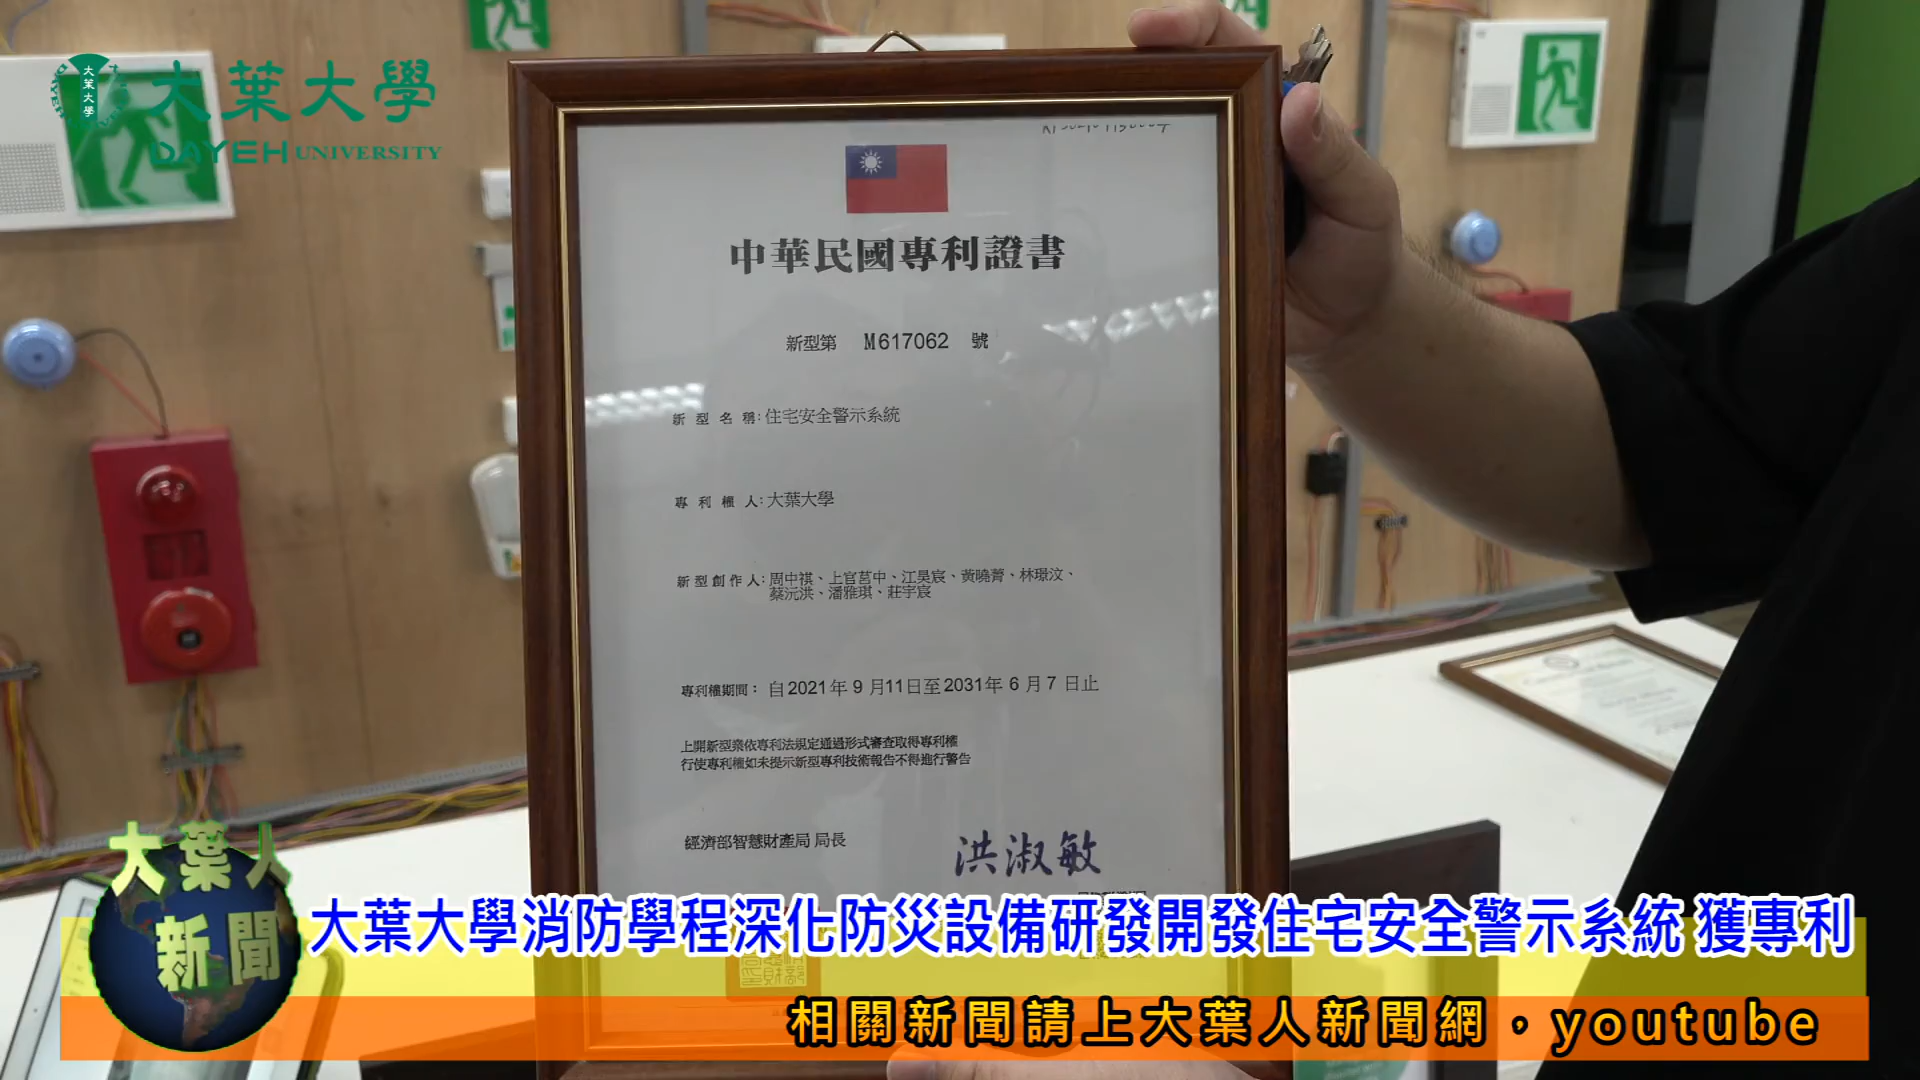 大葉大學
大葉大學
DAYEH UNIVERSITY
中華民國專利證書
新型第 M617062 號
新型名稱:住宅安全警示系統
專利權人:大葉大學
新型創作人:周中祺、上官莒中、江昊宸、黃曉菁、林璟汶、
蔡沅洪、潘雅琪、莊宇宸
專利權期間:自2021年 9 月11日至2031年 6 月 7 日止
上開新型業依專利法規定通過形式審查取得專利權
行使專利權如未提示新型專利技術報告不得進行警告
經濟部智慧財產局 局長
洪淑敏
大葉人
新聞
大葉大學消防學程深化防災設備研發開發住宅安全警示系統 獲專利
相關新聞請上大葉人新聞網,youtube